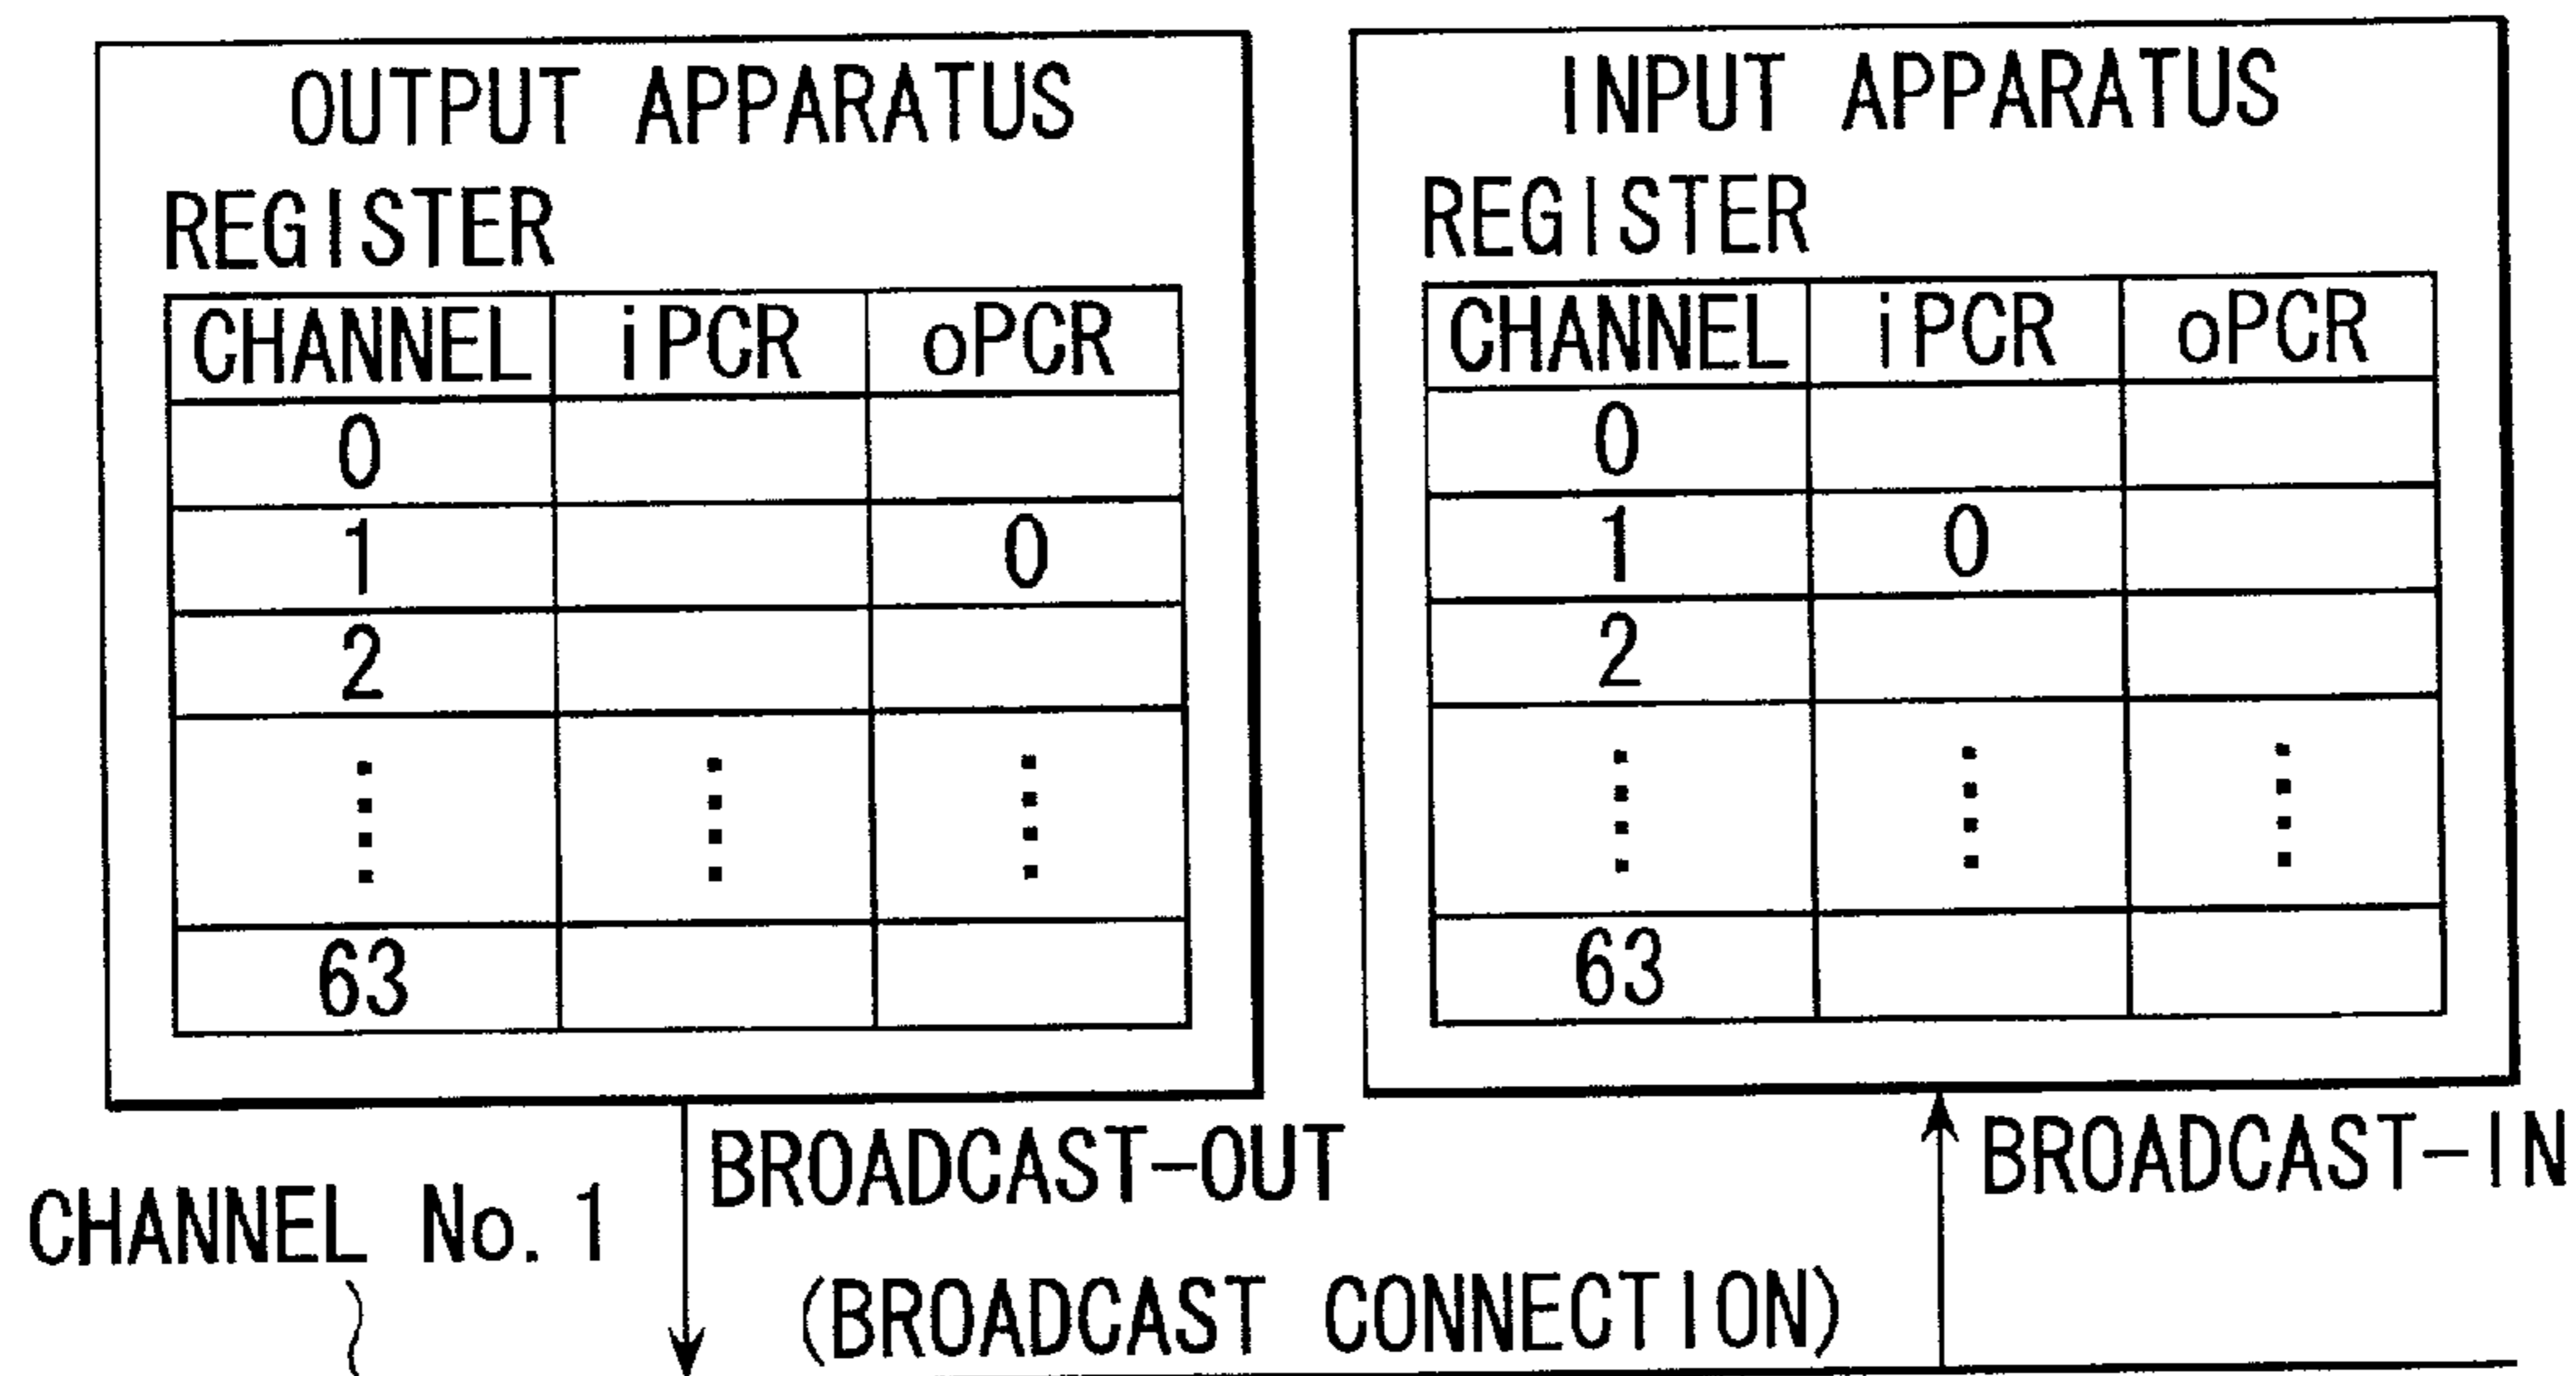 OUTPUT APPARATUS
REGISTER
CHANNEL iPCR oPCR
0
1 0
2
63
INPUT APPARATUS
REGISTER
CHANNEL iPCR oPCR
0
1 0
2
63
BROADCAST-OUT
BROADCAST-IN
CHANNEL No. 1
(BROADCAST CONNECTION)